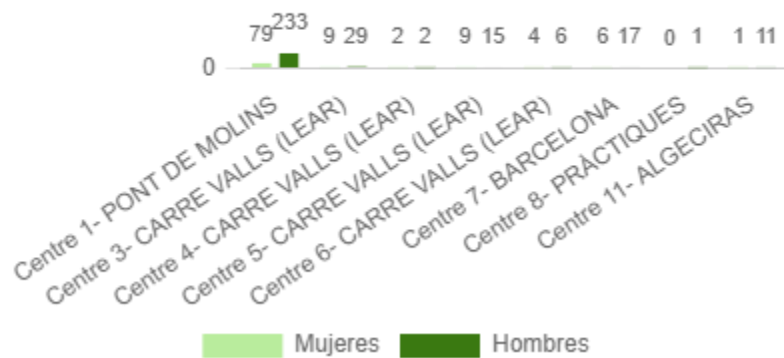 79 233 9 29 2 2 9 15 4 6 6 17 0 1 1 11
0
Centre 1- PONT DE MOLINS
Centre 3- CARRE VALLS (LEAR)
Centre 4- CARRE VALLS (LEAR)
Centre 5- CARRE VALLS (LEAR)
Centre 6- CARRE VALLS (LEAR)
Centre 7- BARCELONA
Centre 8- PRÀCTIQUES
Centre 11- ALGECIRAS
Mujeres Hombres